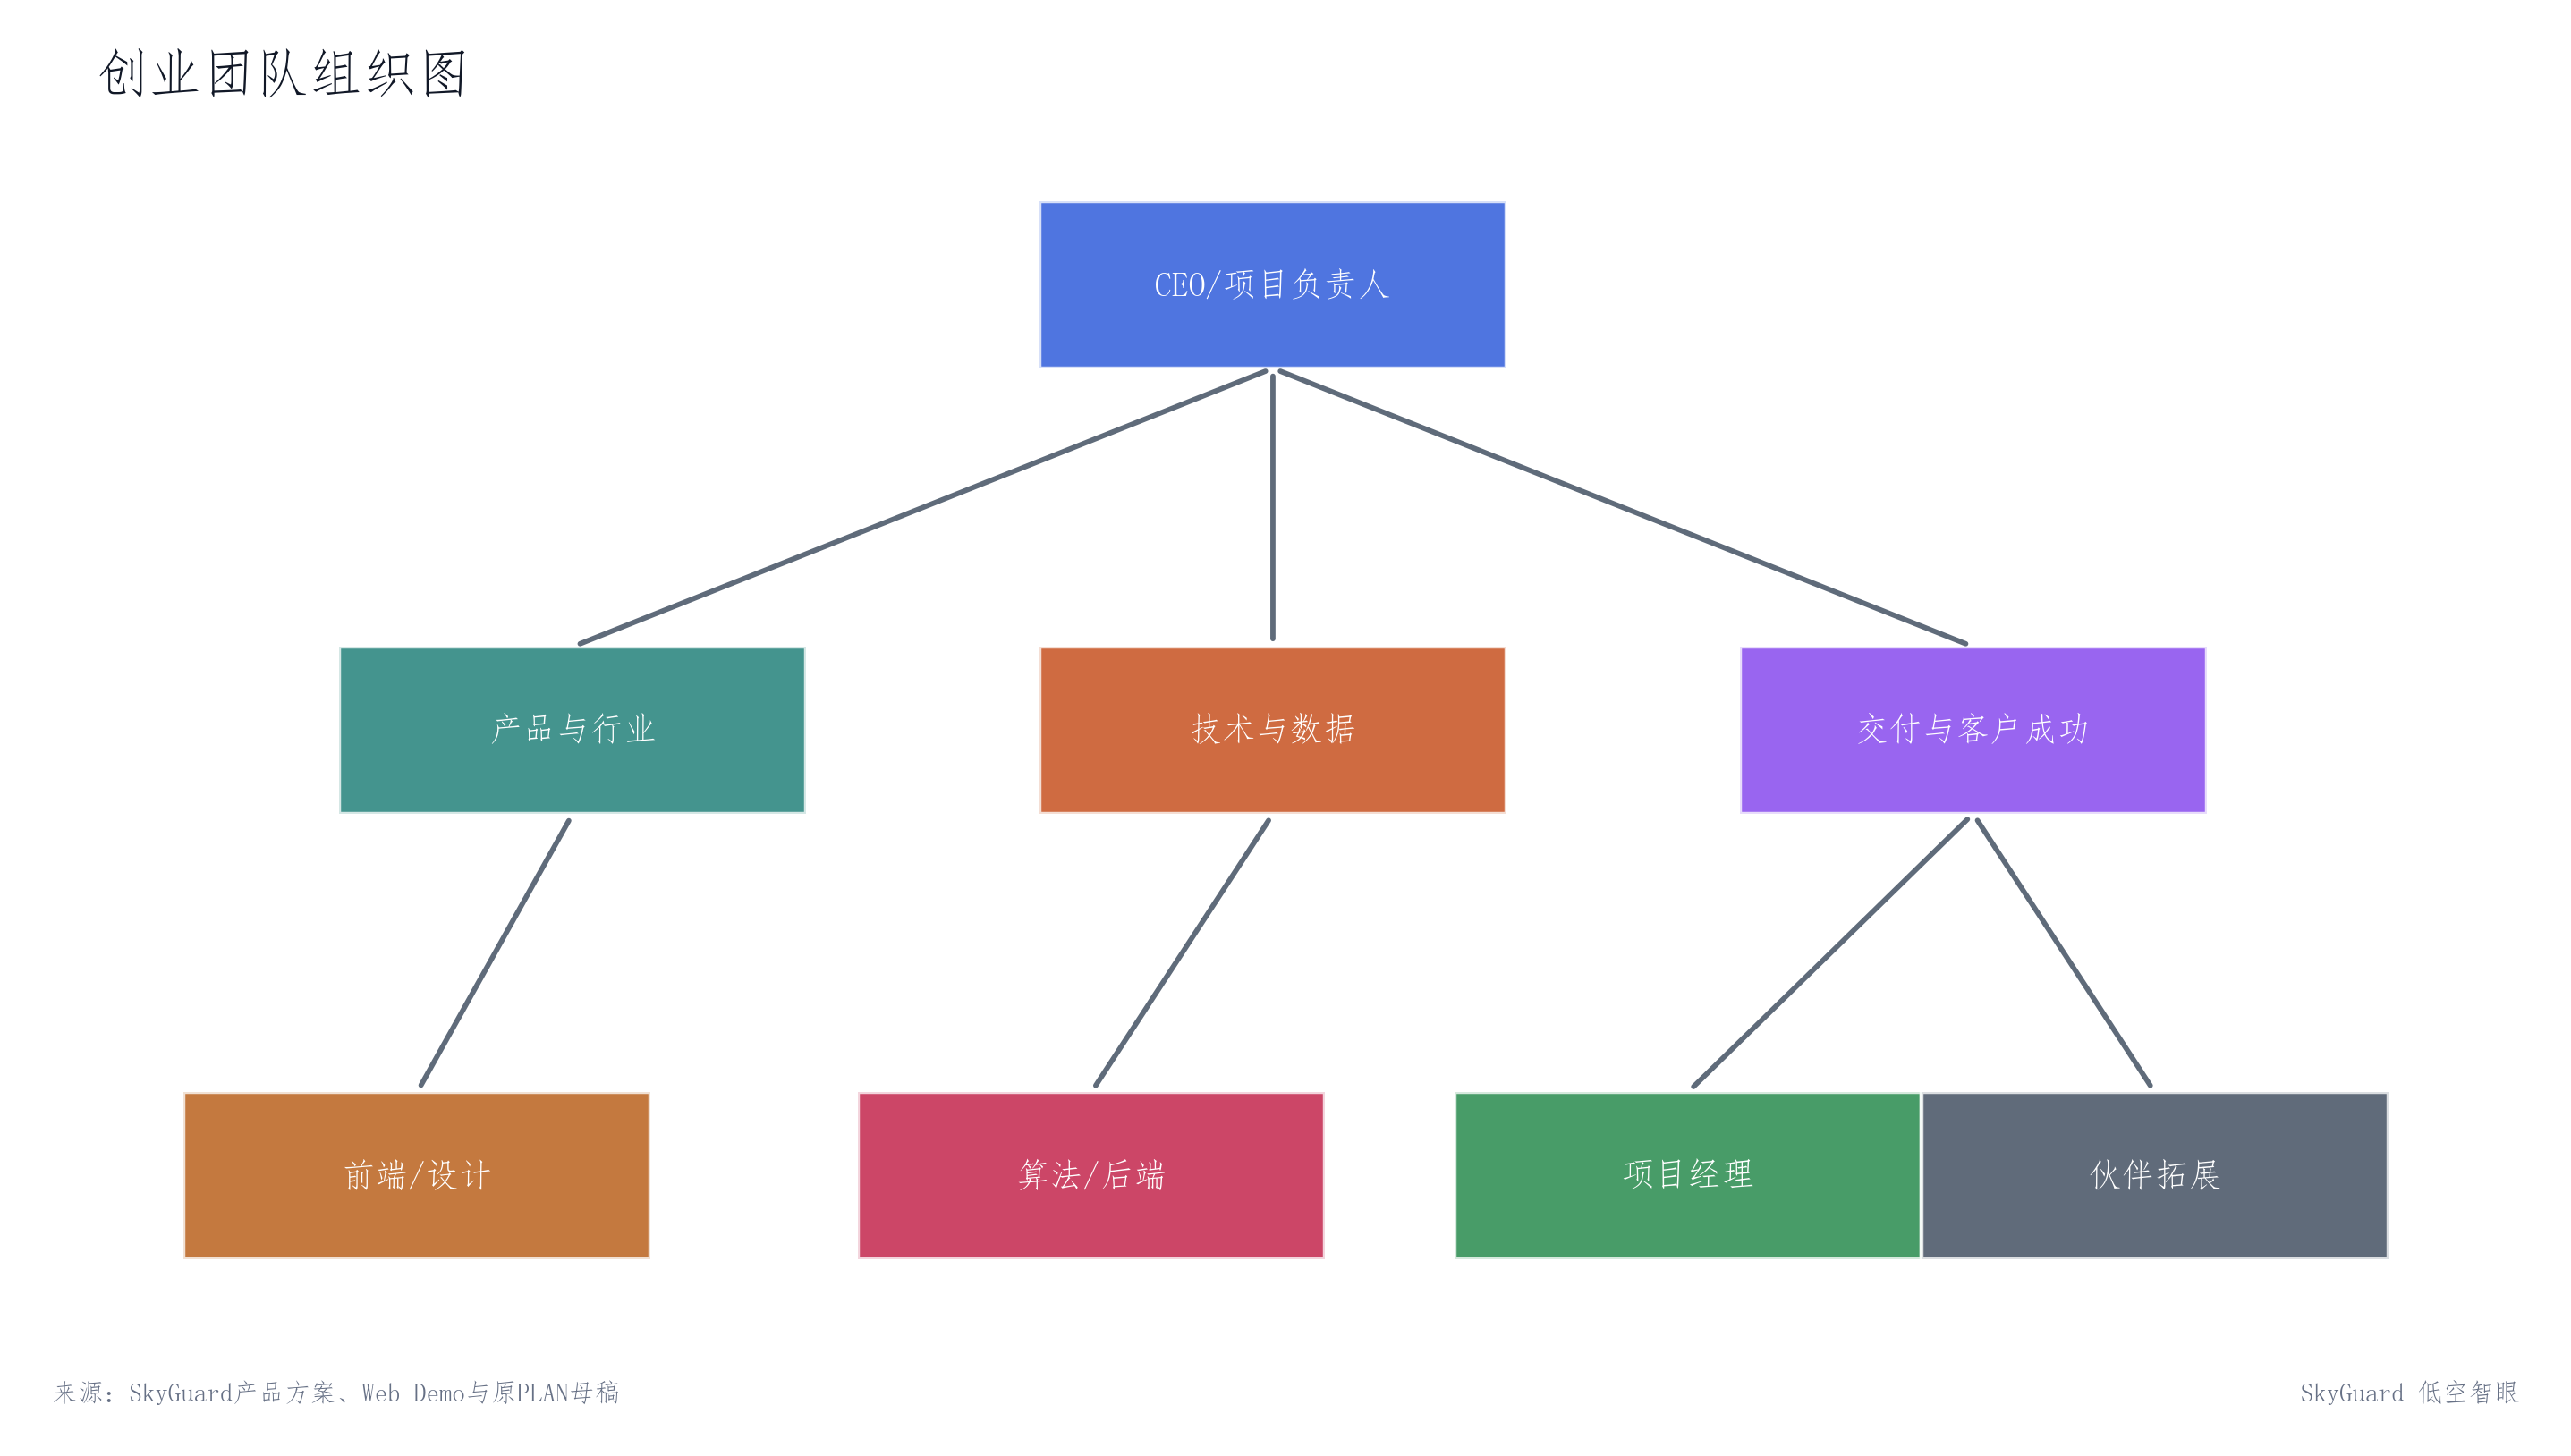 创业团队组织图
CEO/项目负责人
产品与行业
技术与数据
交付与客户成功
前端/设计
算法/后端
项目经理
伙伴拓展
来源：SkyGuard产品方案、Web Demo与原PLAN母稿
SkyGuard 低空智眼